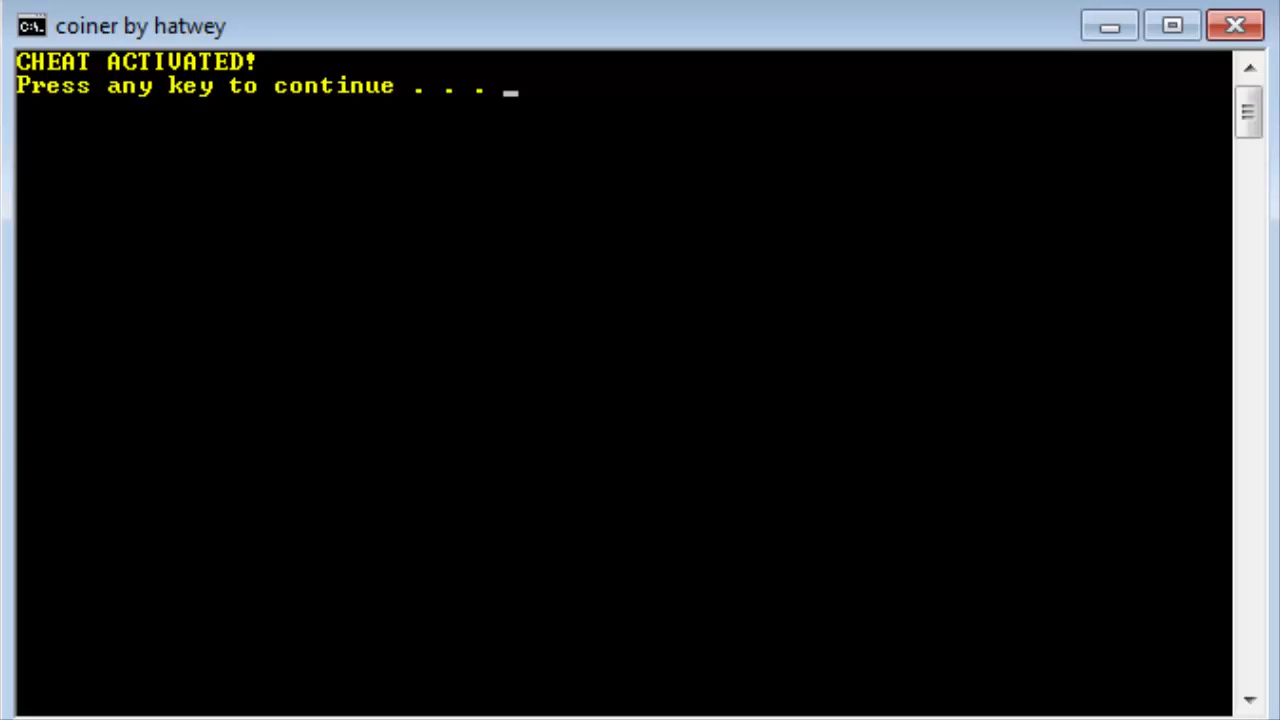 coiner by hatwey
CHEAT ACTIVATED!
Press any key to continue . . . _